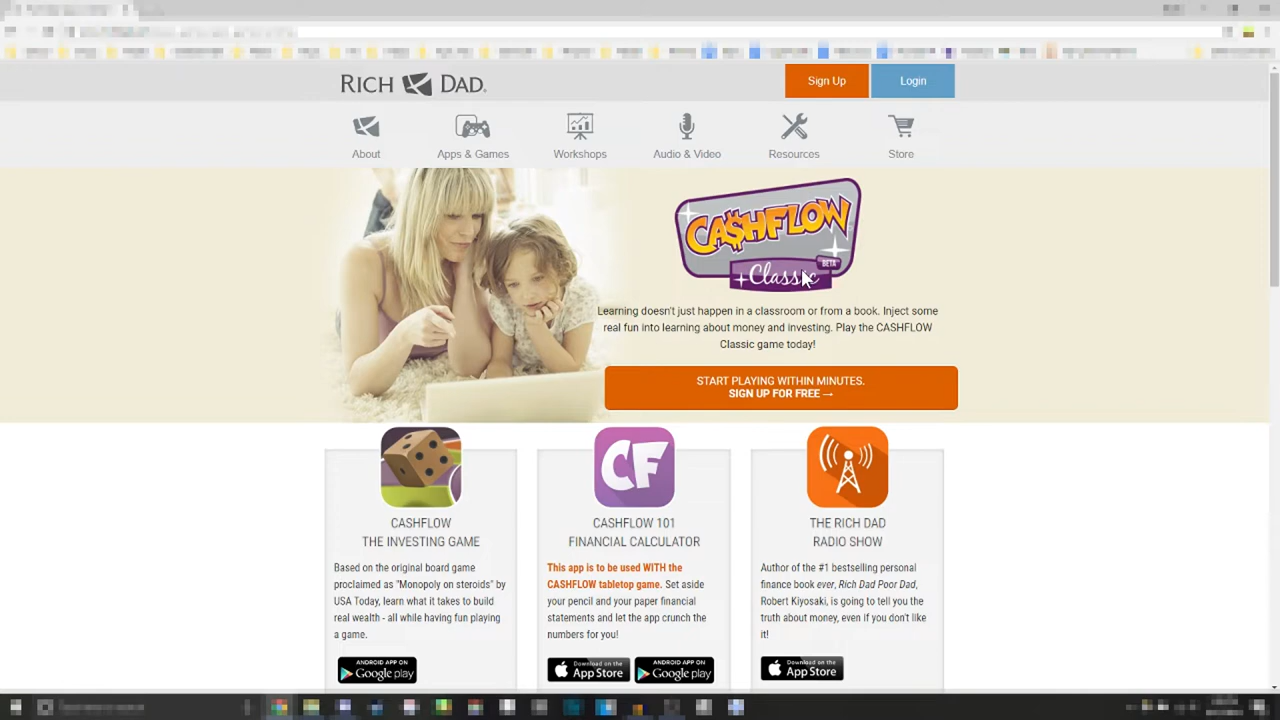 RICH DAD
Sign Up
Login
About
Apps & Games
Workshops
Audio & Video
Resources
Store
CA$HFLOW
BETA
Classic
Learning doesn't just happen in a classroom or from a book. Inject some
real fun into learning about money and investing. Play the CASHFLOW
Classic game today!
START PLAYING WITHIN MINUTES.
SIGN UP FOR FREE →
CASHFLOW
THE INVESTING GAME
Based on the original board game
proclaimed as "Monopoly on steroids" by
USA Today, learn what it takes to build
real wealth - all while having fun playing
a game.
ANDROID APP ON
Google play
CF
CASHFLOW 101
FINANCIAL CALCULATOR
This app is to be used WITH the
CASHFLOW tabletop game. Set aside
your pencil and your paper financial
statements and let the app crunch the
numbers for you!
Download on the
App Store
ANDROID APP ON
Google play
THE RICH DAD
RADIO SHOW
Author of the #1 bestselling personal
finance book ever, Rich Dad Poor Dad,
Robert Kiyosaki, is going to tell you the
truth about money, even if you don't like
it!
Download on the
App Store